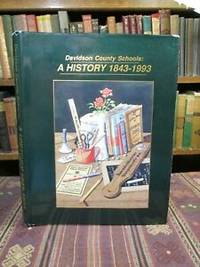 Davidson County Schools:
A HISTORY 1843-1993